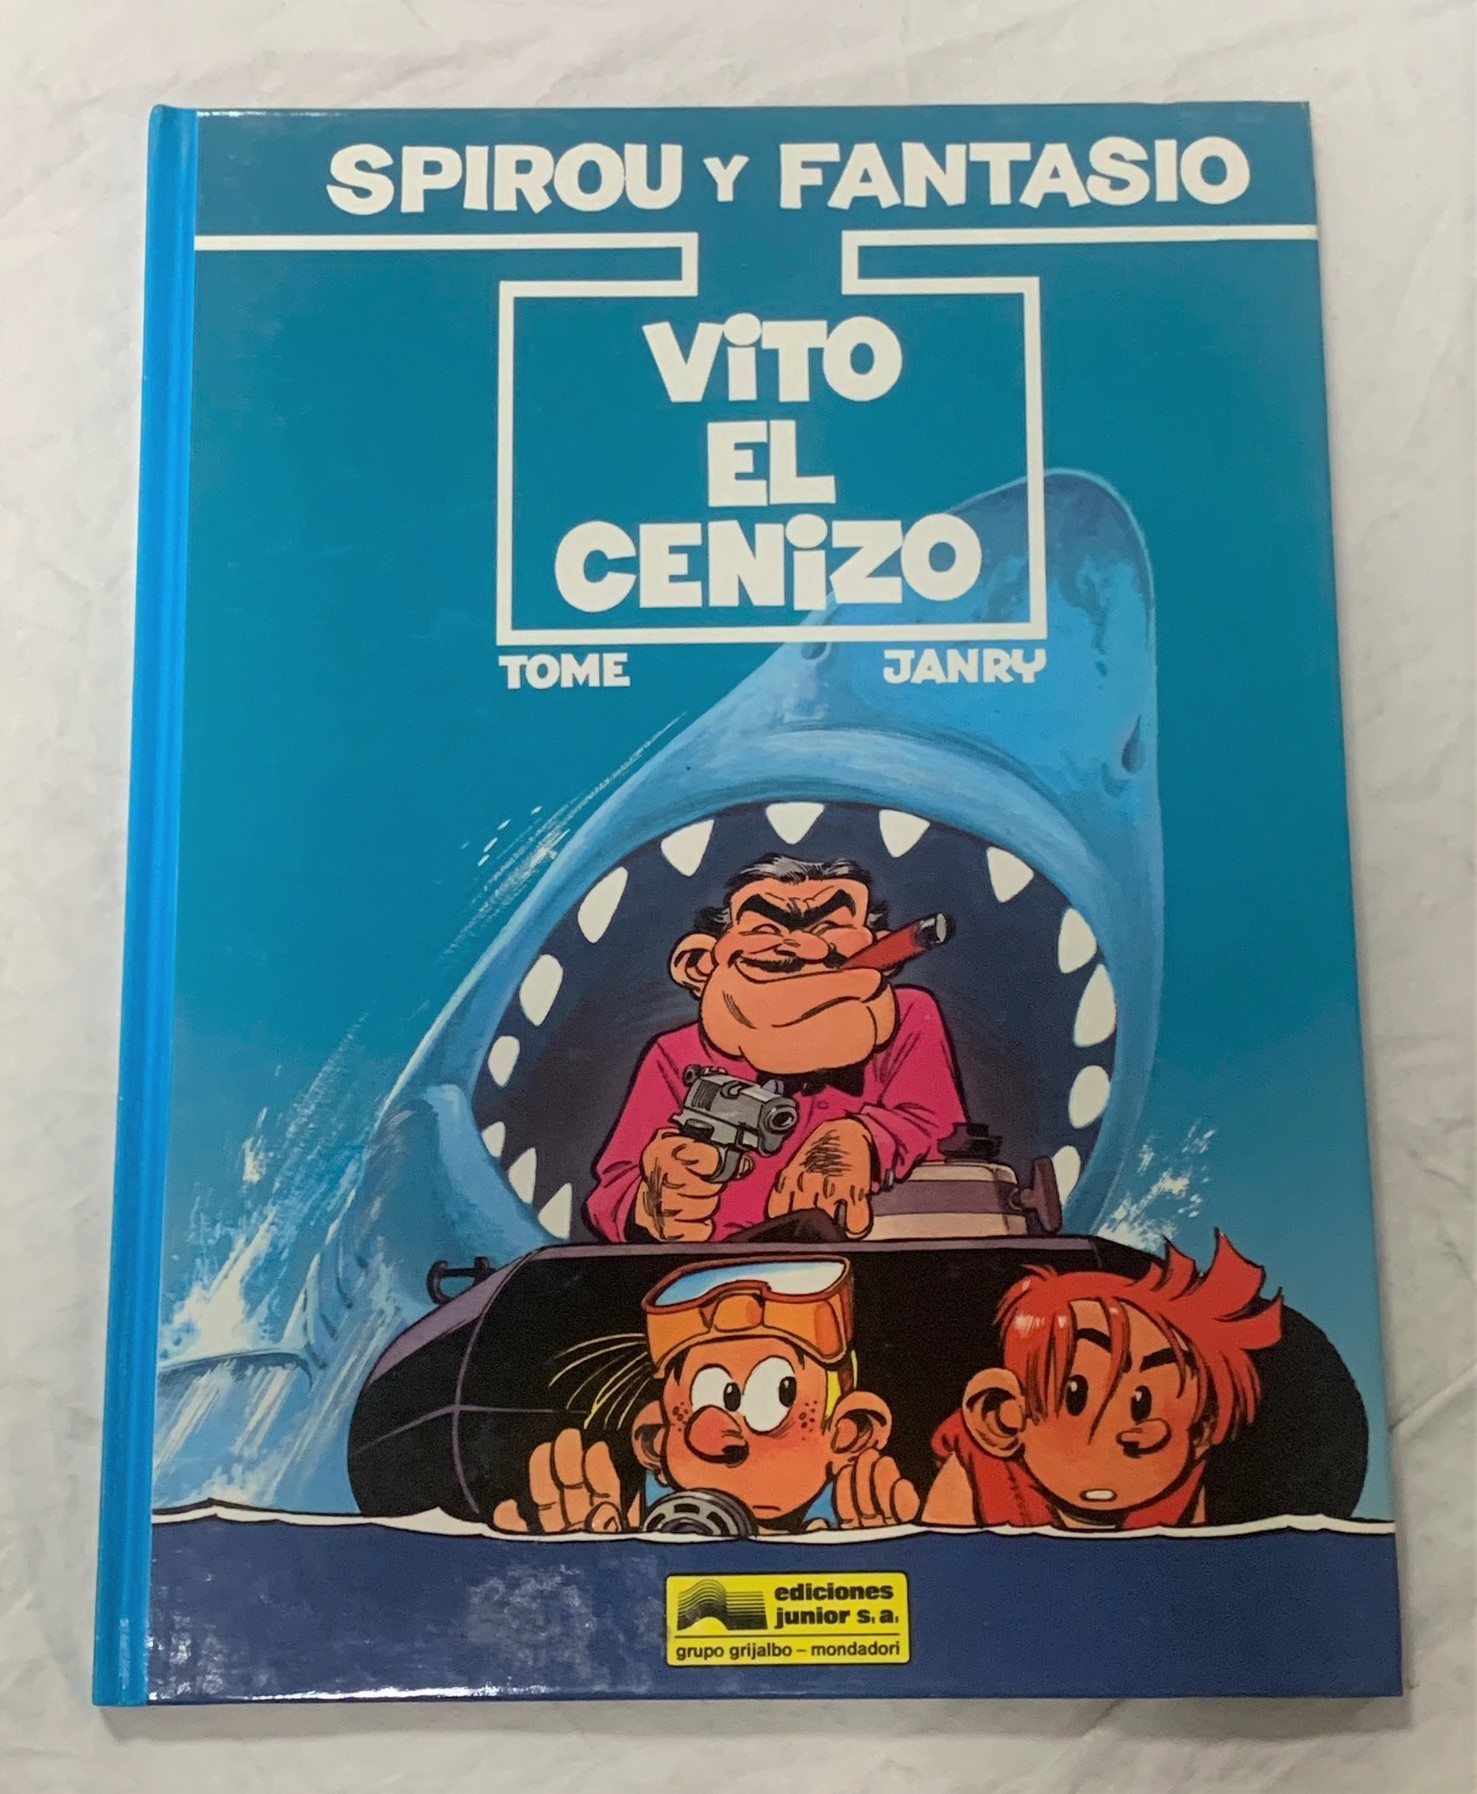 SPIROU Y FANTASIO
ViTO
EL
CENiZO
TOME JANRY
ediciones
junior s.a.
grupo grijalbo – mondadori